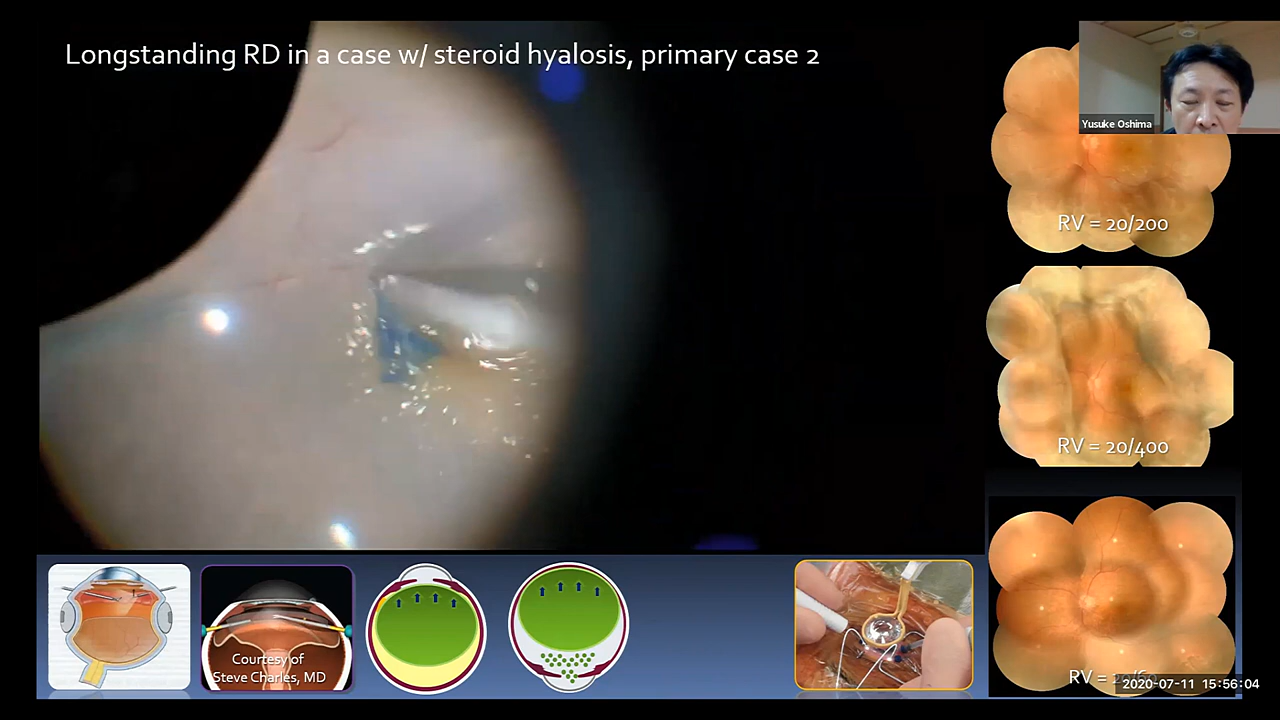 Longstanding RD in a case w/ steroid hyalosis, primary case 2
Yusuke Oshima
RV = 20/200
RV = 20/400
Courtesy of
Steve Charles, MD
RV =
2020-07-11 15:56:04